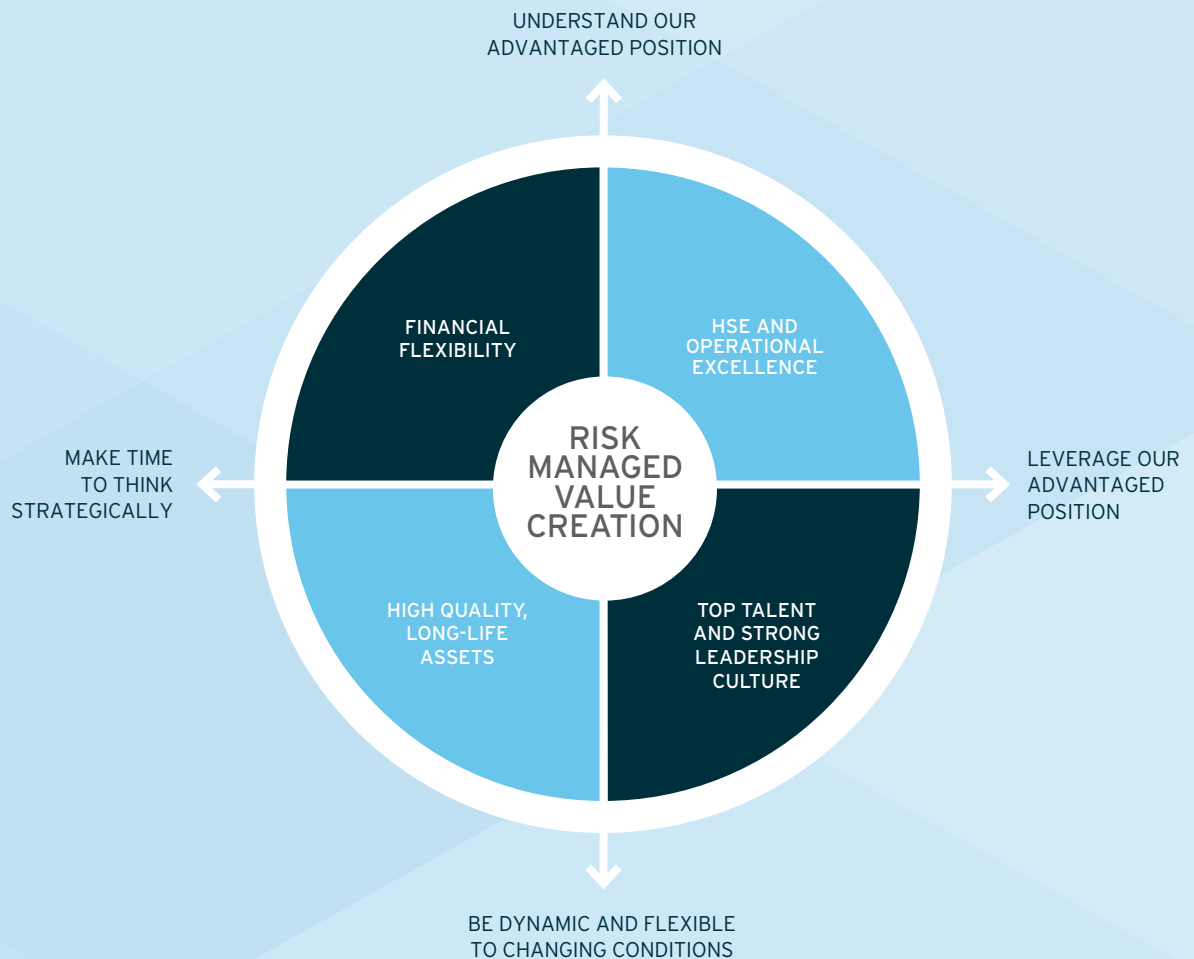 UNDERSTAND OUR
ADVANTAGED POSITION
FINANCIAL
FLEXIBILITY
HSE AND
OPERATIONAL
EXCELLENCE
RISK
MANAGED
VALUE
CREATION
MAKE TIME
TO THINK
STRATEGICALLY
LEVERAGE OUR
ADVANTAGED
POSITION
HIGH QUALITY,
LONG-LIFE
ASSETS
TOP TALENT
AND STRONG
LEADERSHIP
CULTURE
BE DYNAMIC AND FLEXIBLE
TO CHANGING CONDITIONS